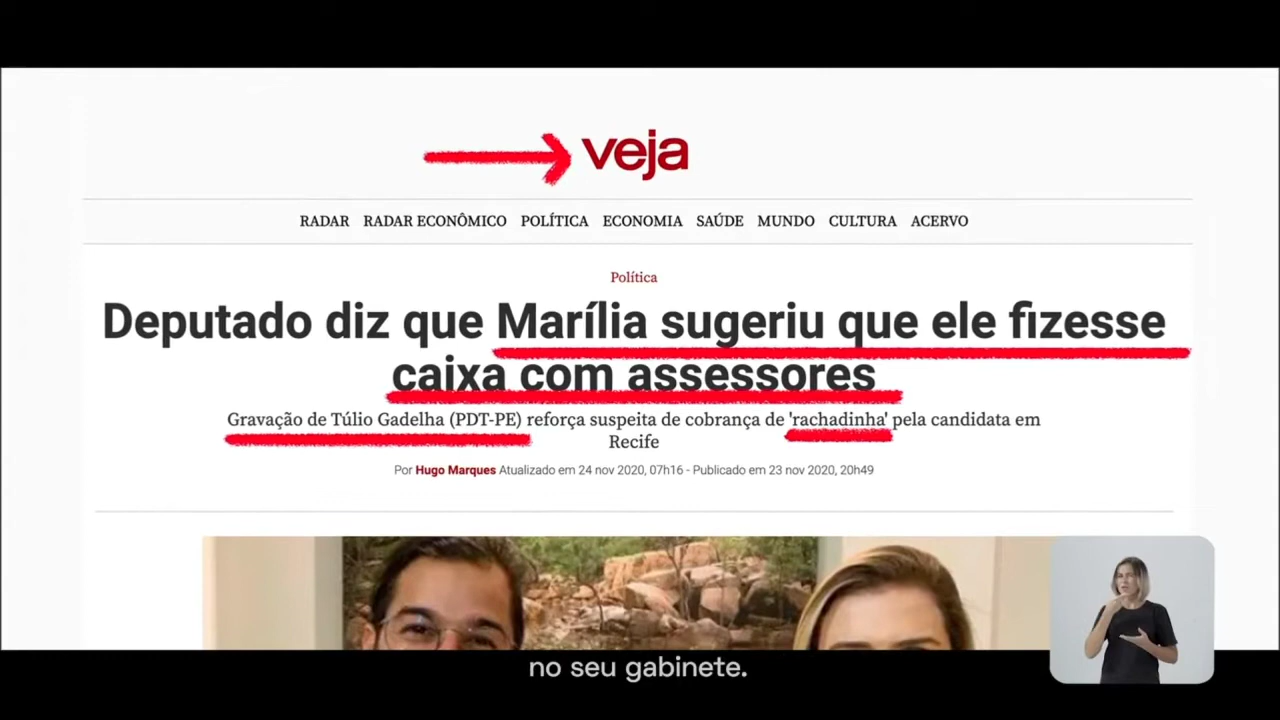 veja
RADAR RADAR ECONÔMICO POLÍTICA ECONOMIA SAÚDE MUNDO CULTURA ACERVO
Política
Deputado diz que Marília sugeriu que ele fizesse
caixa com assessores
Gravação de Túlio Gadelha (PDT-PE) reforça suspeita de cobrança de 'rachadinha' pela candidata em
Recife
Por Hugo Marques Atualizado em 24 nov 2020, 07h16 - Publicado em 23 nov 2020, 20h49
no seu gabinete.